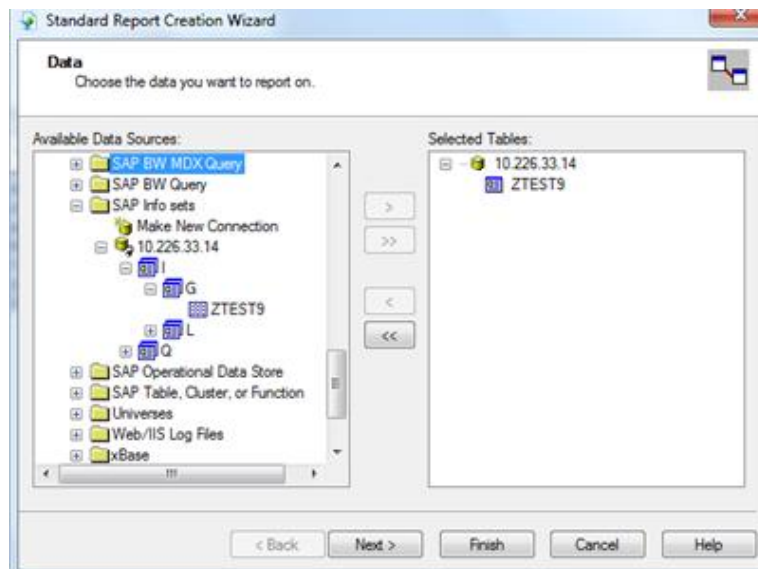 Standard Report Creation Wizard
Data
Choose the data you want to report on.
Available Data Sources:
SAP BW MDX Query
SAP BW Query
SAP Info sets
Make New Connection
10.226.33.14
I
G
ZTEST9
L
Q
SAP Operational Data Store
SAP Table, Cluster, or Function
Universes
Web/IIS Log Files
xBase
>
>>
<
<<
Selected Tables:
10.226.33.14
ZTEST9
< Back
Next >
Finish
Cancel
Help